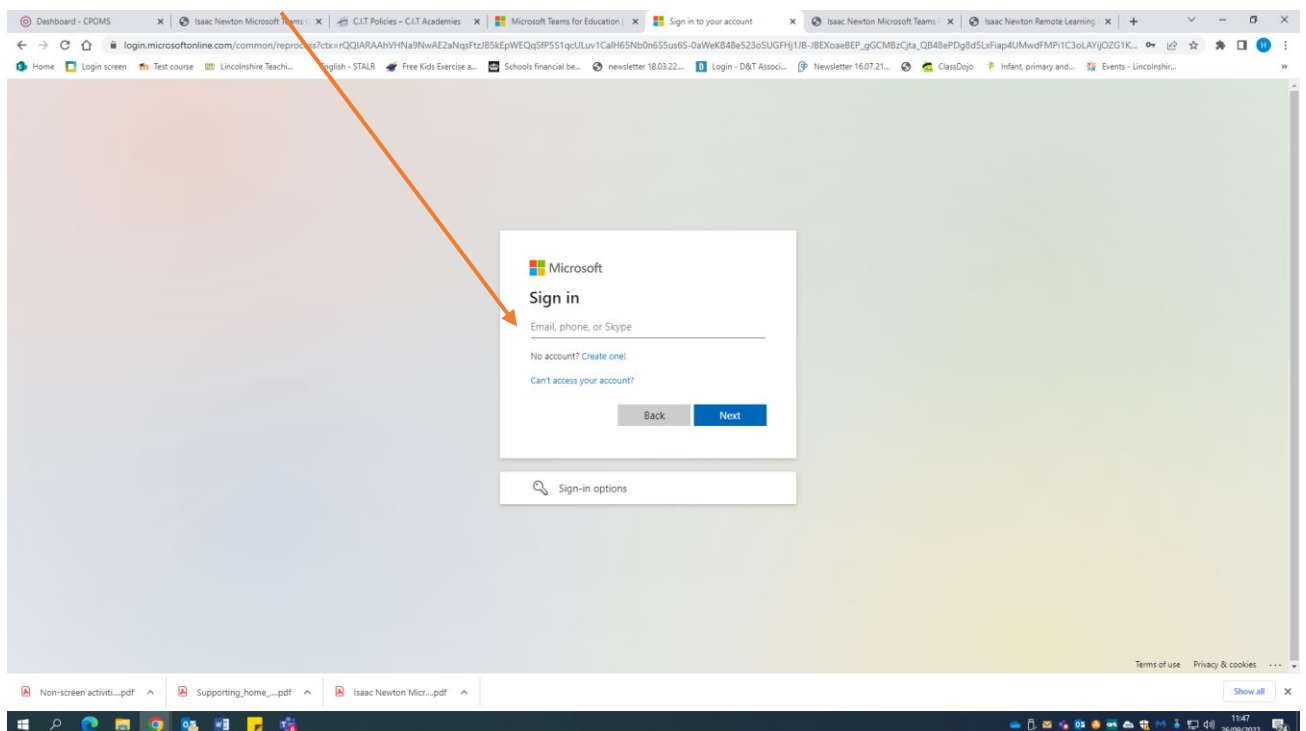 Dashboard - CPOMS
Isaac Newton Microsoft Teams
C.I.T Policies – C.I.T Academies
Microsoft Teams for Education |
Sign in to your account
Isaac Newton Microsoft Teams
Isaac Newton Remote Learning
Home
Login screen
Test course
Lincolnshire Teachi...
English - STALR
Free Kids Exercise a...
Schools financial be...
newsletter 18.03.22....
Login - D&T Associ...
Newsletter 16.07.21...
ClassDojo
Infant, primary and...
Events - Lincolnshir...
Microsoft
Sign in
Email, phone, or Skype
No account? Create one!
Can't access your account?
Back Next
Sign-in options
Terms of use Privacy & cookies ...
Non-screen activiti....pdf
Supporting_home_....pdf
Isaac Newton Micr....pdf
Show all
11:47